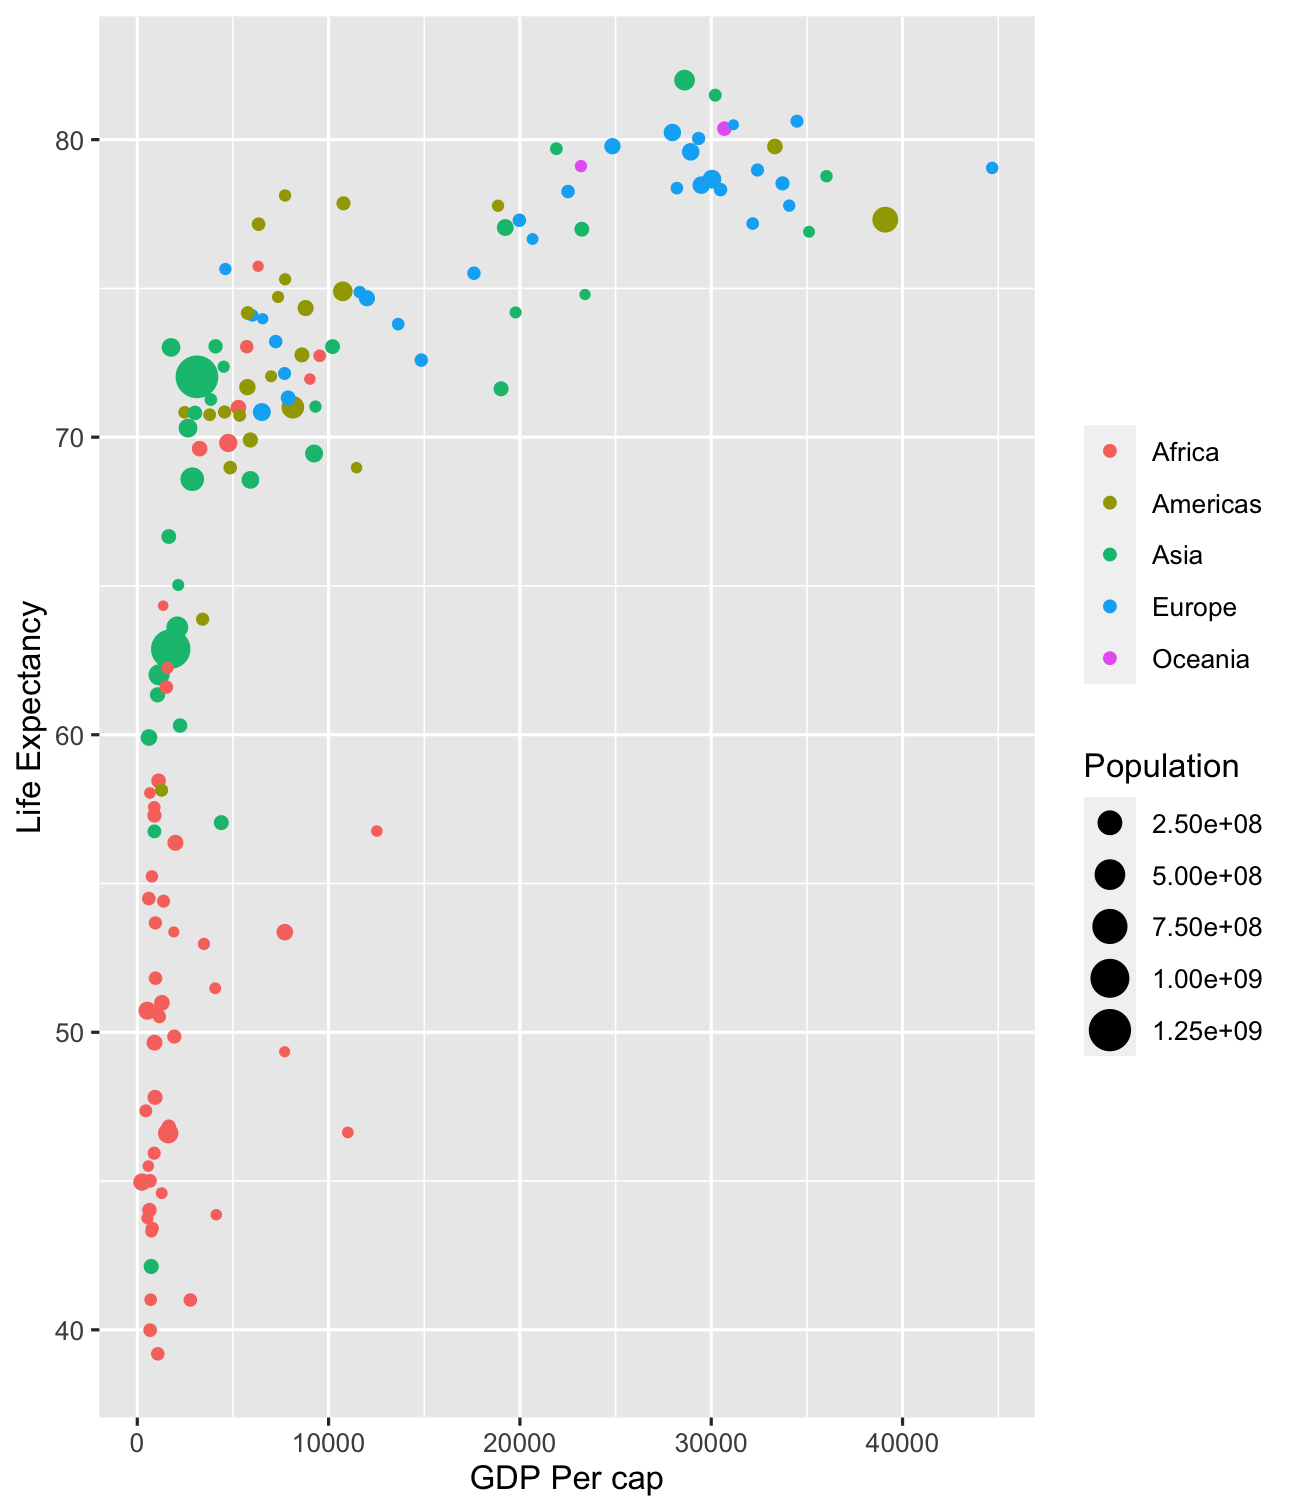 80
70
60
50
40
Life Expectancy
0 10000 20000 30000 40000
GDP Per cap
Africa
Americas
Asia
Europe
Oceania
Population
2.50e+08
5.00e+08
7.50e+08
1.00e+09
1.25e+09